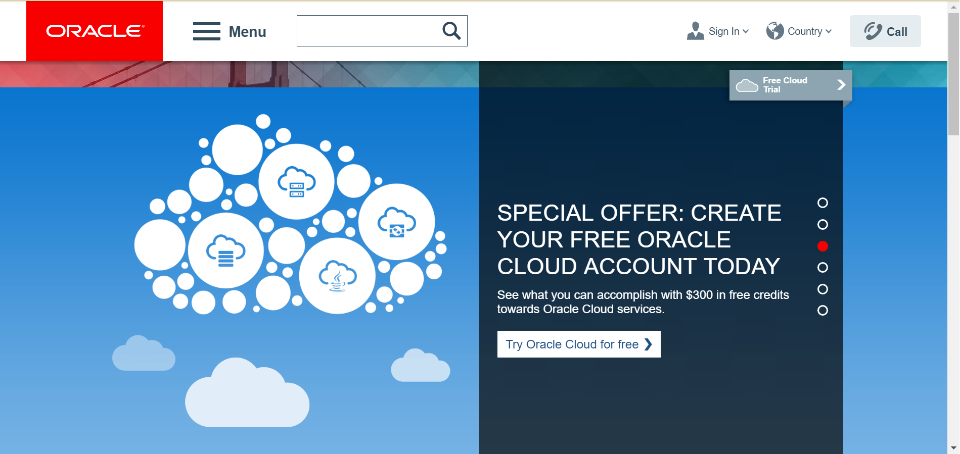 ORACLE®
Menu
Sign In
Country
Call
Free Cloud
Trial
SPECIAL OFFER: CREATE
YOUR FREE ORACLE
CLOUD ACCOUNT TODAY
See what you can accomplish with $300 in free credits
towards Oracle Cloud services.
Try Oracle Cloud for free